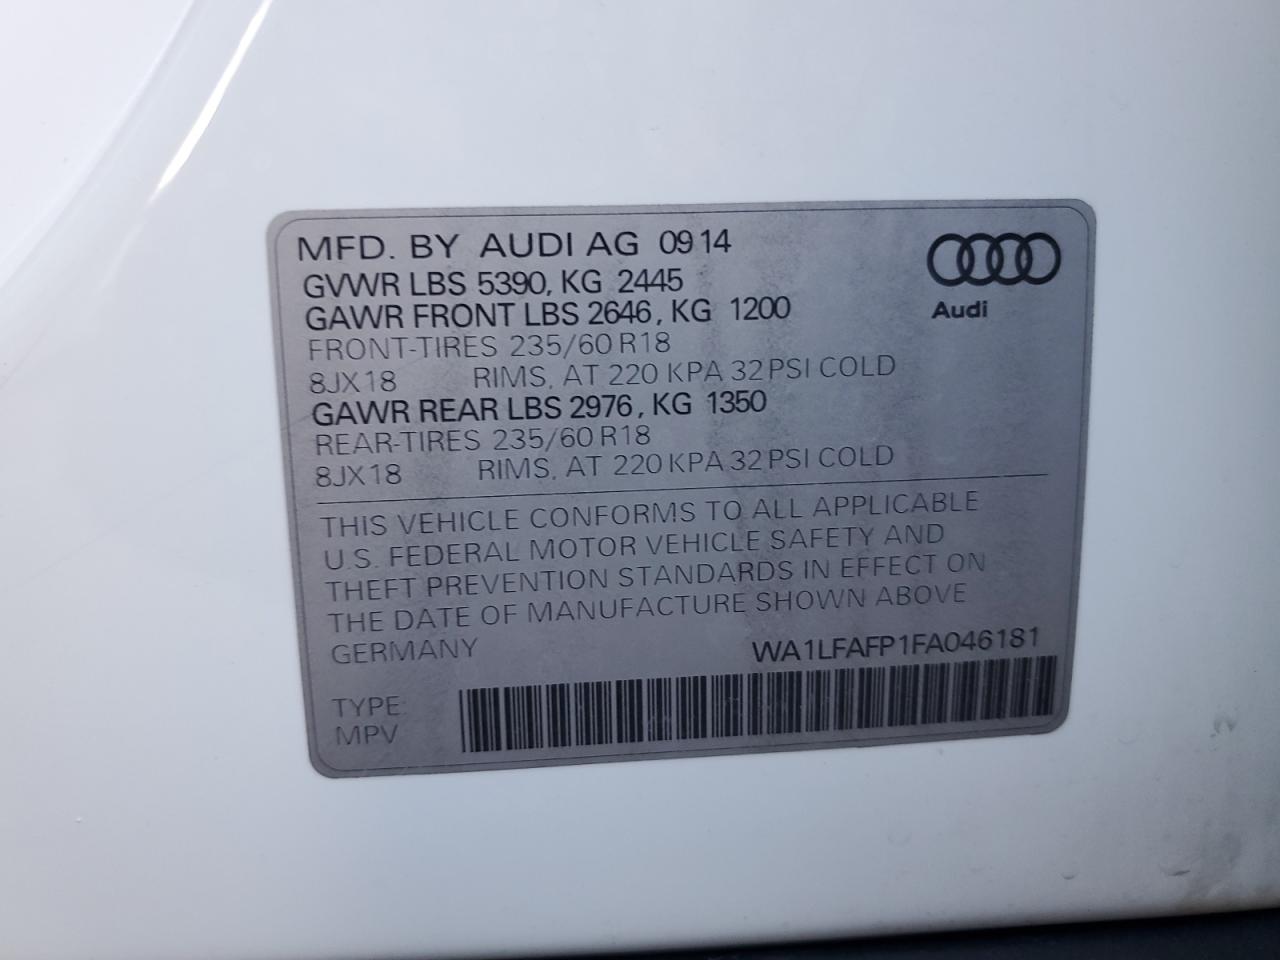 MFD. BY AUDI AG 09 14
GVWR LBS 5390, KG 2445
GAWR FRONT LBS 2646, KG 1200
FRONT-TIRES 235/60 R18
8JX18 RIMS, AT 220 KPA 32 PSI COLD
GAWR REAR LBS 2976, KG 1350
REAR-TIRES 235/60 R18
8JX18 RIMS, AT 220 KPA 32 PSI COLD
Audi
THIS VEHICLE CONFORMS TO ALL APPLICABLE
U.S. FEDERAL MOTOR VEHICLE SAFETY AND
THEFT PREVENTION STANDARDS IN EFFECT ON
THE DATE OF MANUFACTURE SHOWN ABOVE
GERMANY WA1LFAFP1FA046181
TYPE:
MPV